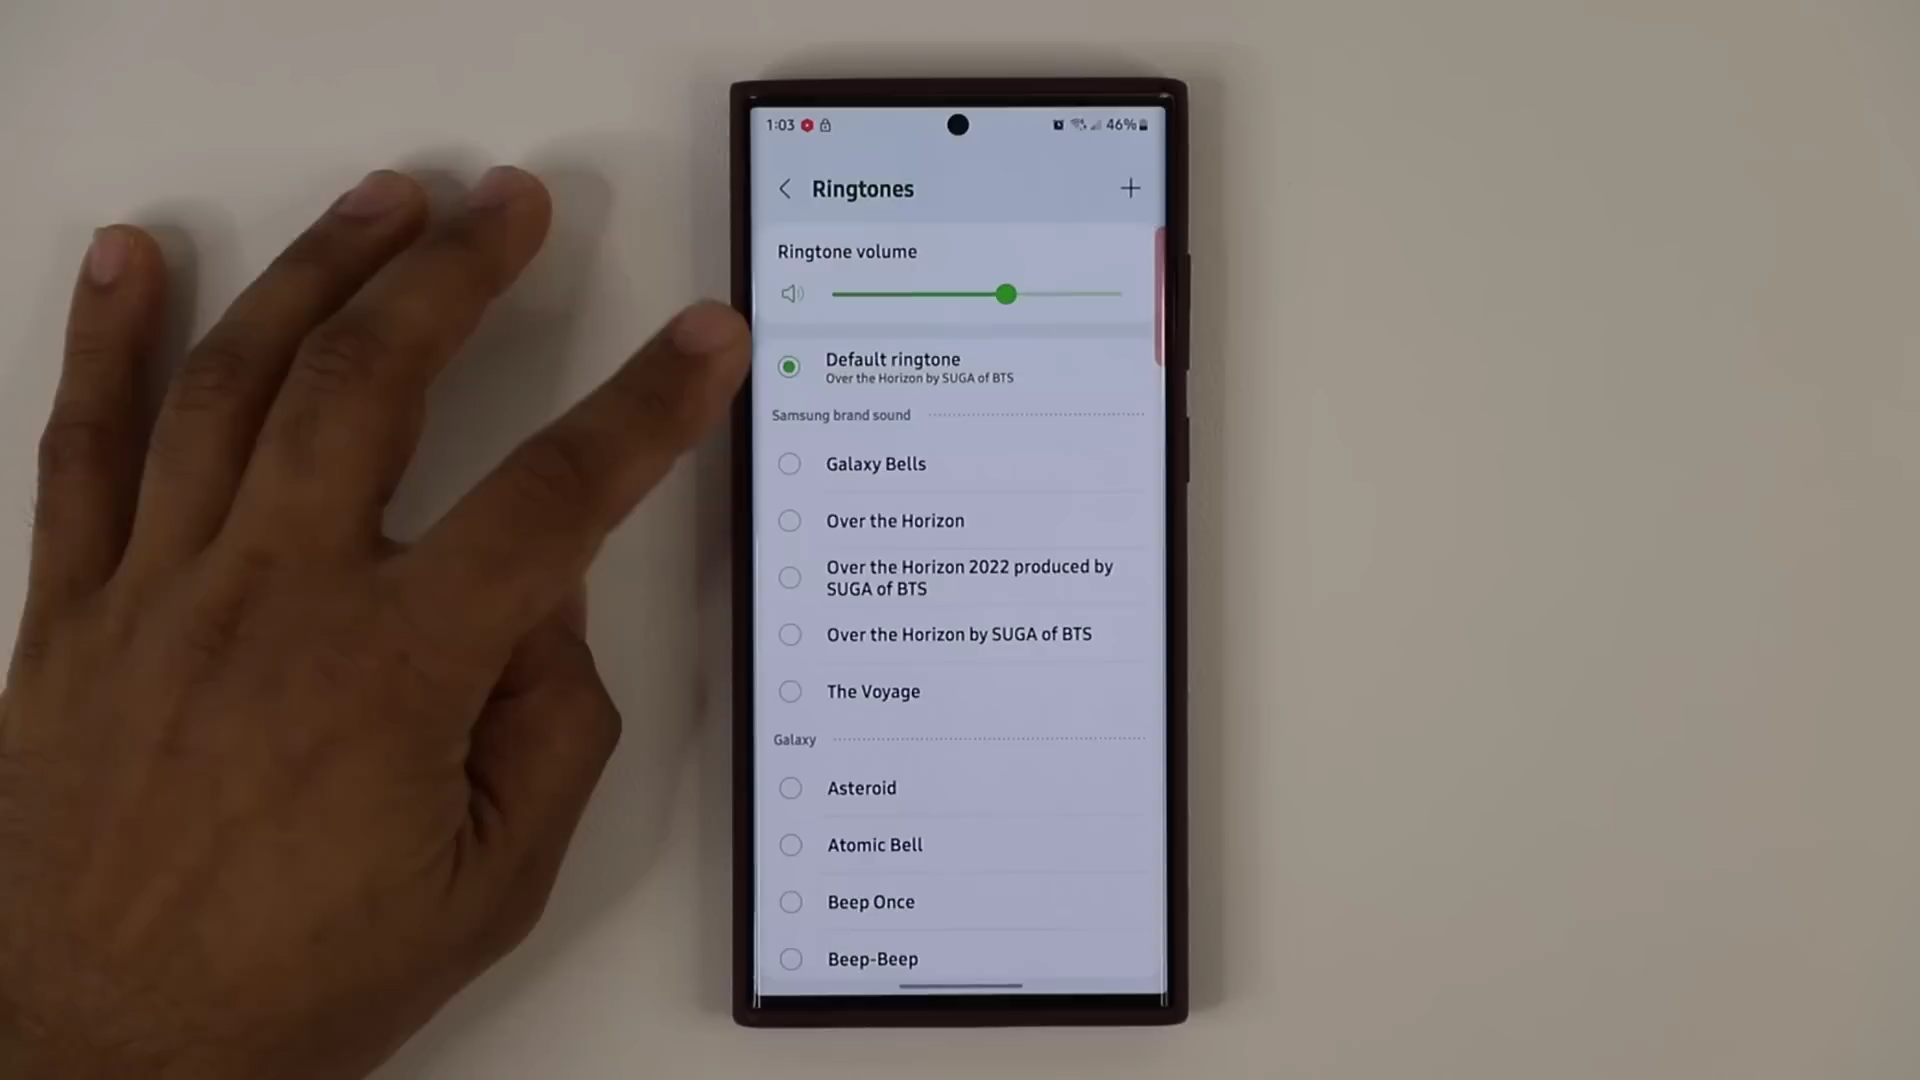 1:03
46%
Ringtones
Ringtone volume
Default ringtone
Over the Horizon by SUGA of BTS
Samsung brand sound
Galaxy Bells
Over the Horizon
Over the Horizon 2022 produced by
SUGA of BTS
Over the Horizon by SUGA of BTS
The Voyage
Galaxy
Asteroid
Atomic Bell
Beep Once
Beep-Beep